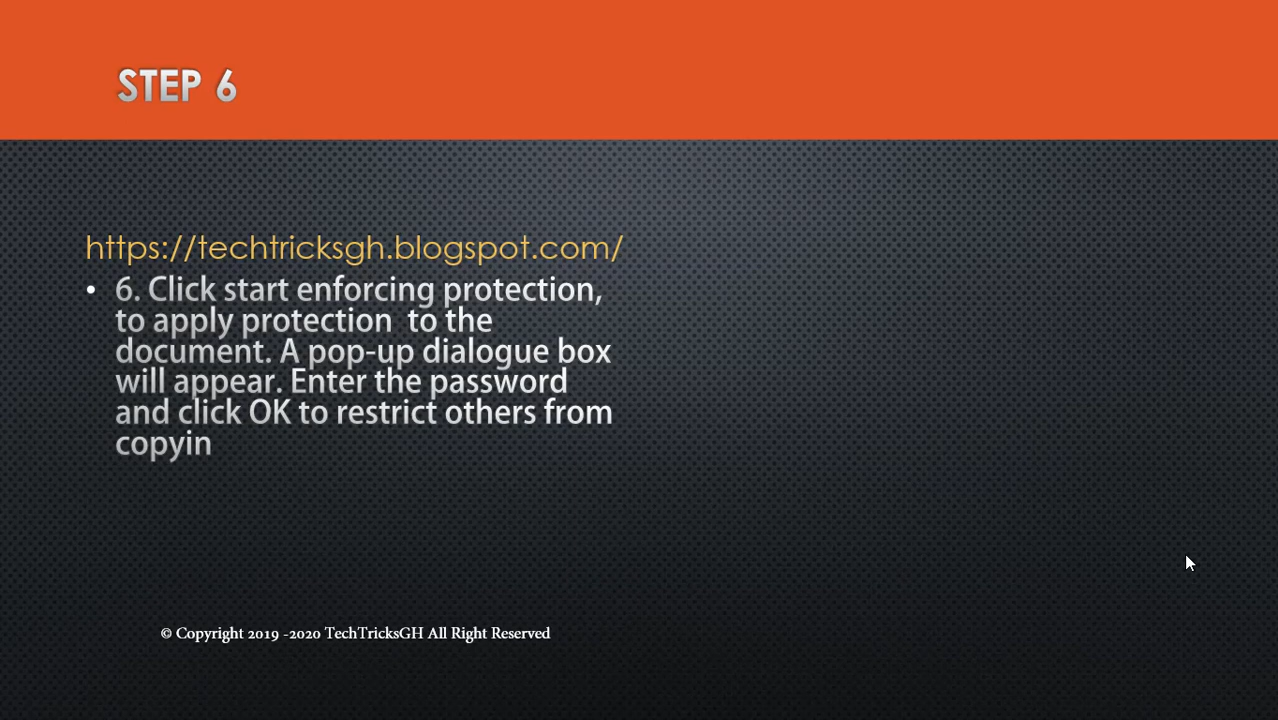 STEP 6
https://techtricksgh.blogspot.com/
• 6. Click start enforcing protection,
to apply protection  to the
document. A pop-up dialogue box
will appear. Enter the password
and click OK to restrict others from
copyin
© Copyright 2019 -2020 TechTricksGH All Right Reserved